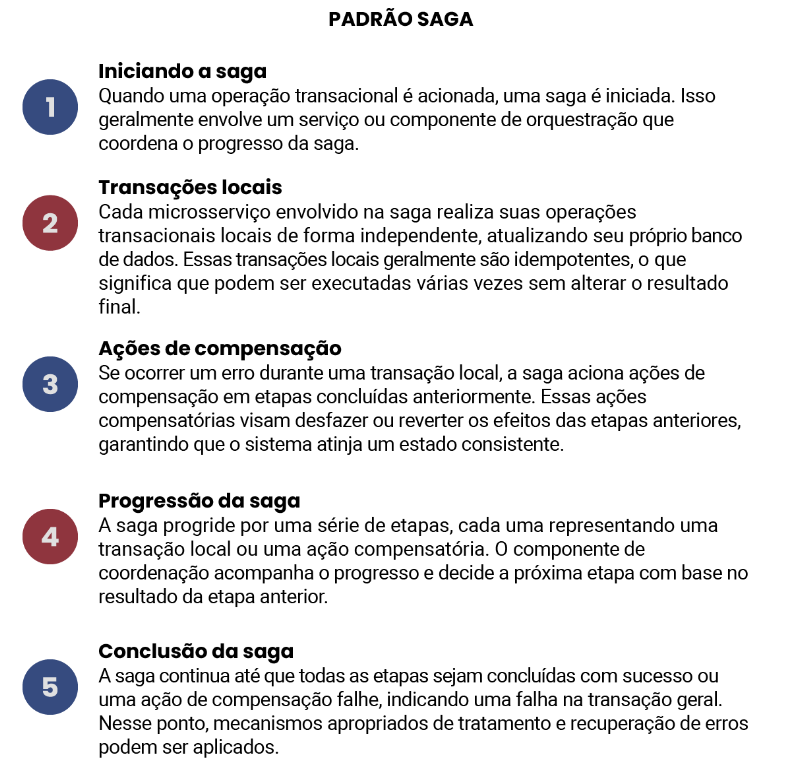 PADRÃO SAGA
1
Iniciando a saga
Quando uma operação transacional é acionada, uma saga é iniciada. Isso
geralmente envolve um serviço ou componente de orquestração que
coordena o progresso da saga.
2
Transações locais
Cada microsserviço envolvido na saga realiza suas operações
transacionais locais de forma independente, atualizando seu próprio banco
de dados. Essas transações locais geralmente são idempotentes, o que
significa que podem ser executadas várias vezes sem alterar o resultado
final.
3
Ações de compensação
Se ocorrer um erro durante uma transação local, a saga aciona ações de
compensação em etapas concluídas anteriormente. Essas ações
compensatórias visam desfazer ou reverter os efeitos das etapas anteriores,
garantindo que o sistema atinja um estado consistente.
4
Progressão da saga
A saga progride por uma série de etapas, cada uma representando uma
transação local ou uma ação compensatória. O componente de
coordenação acompanha o progresso e decide a próxima etapa com base no
resultado da etapa anterior.
5
Conclusão da saga
A saga continua até que todas as etapas sejam concluídas com sucesso ou
uma ação de compensação falhe, indicando uma falha na transação geral.
Nesse ponto, mecanismos apropriados de tratamento e recuperação de erros
podem ser aplicados.